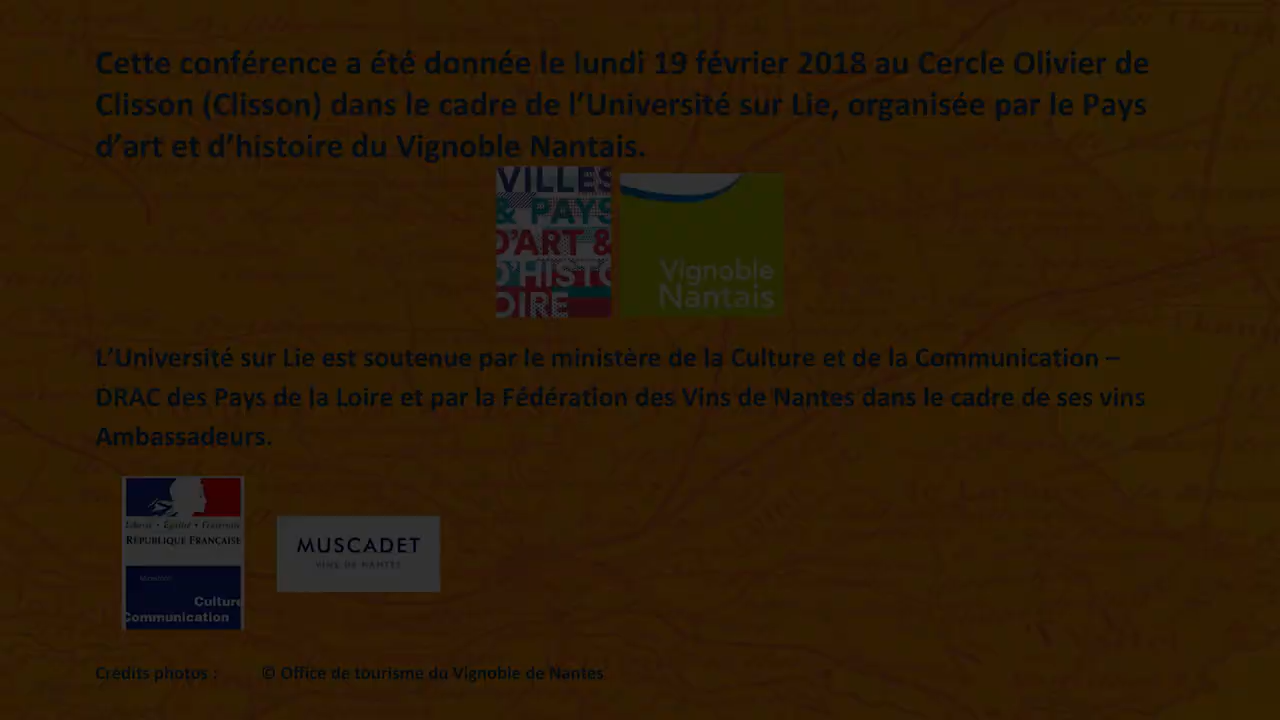 Cette conférence a été donnée le lundi 19 février 2018 au Cercle Olivier de
Clisson (Clisson) dans le cadre de l’Université sur Lie, organisée par le Pays
d’art et d’histoire du Vignoble Nantais.
VILLES
& PAYS
D’ART &
D’HISTO
OIRE
Vignoble
Nantais
L’Université sur Lie est soutenue par le ministère de la Culture et de la Communication –
DRAC des Pays de la Loire et par la Fédération des Vins de Nantes dans le cadre de ses vins
Ambassadeurs.
Liberté • Égalité • Fraternité
RÉPUBLIQUE FRANÇAISE
Culture
Communication
MUSCADET
VINS DE NANTES
Crédits photos : © Office de tourisme du Vignoble de Nantes